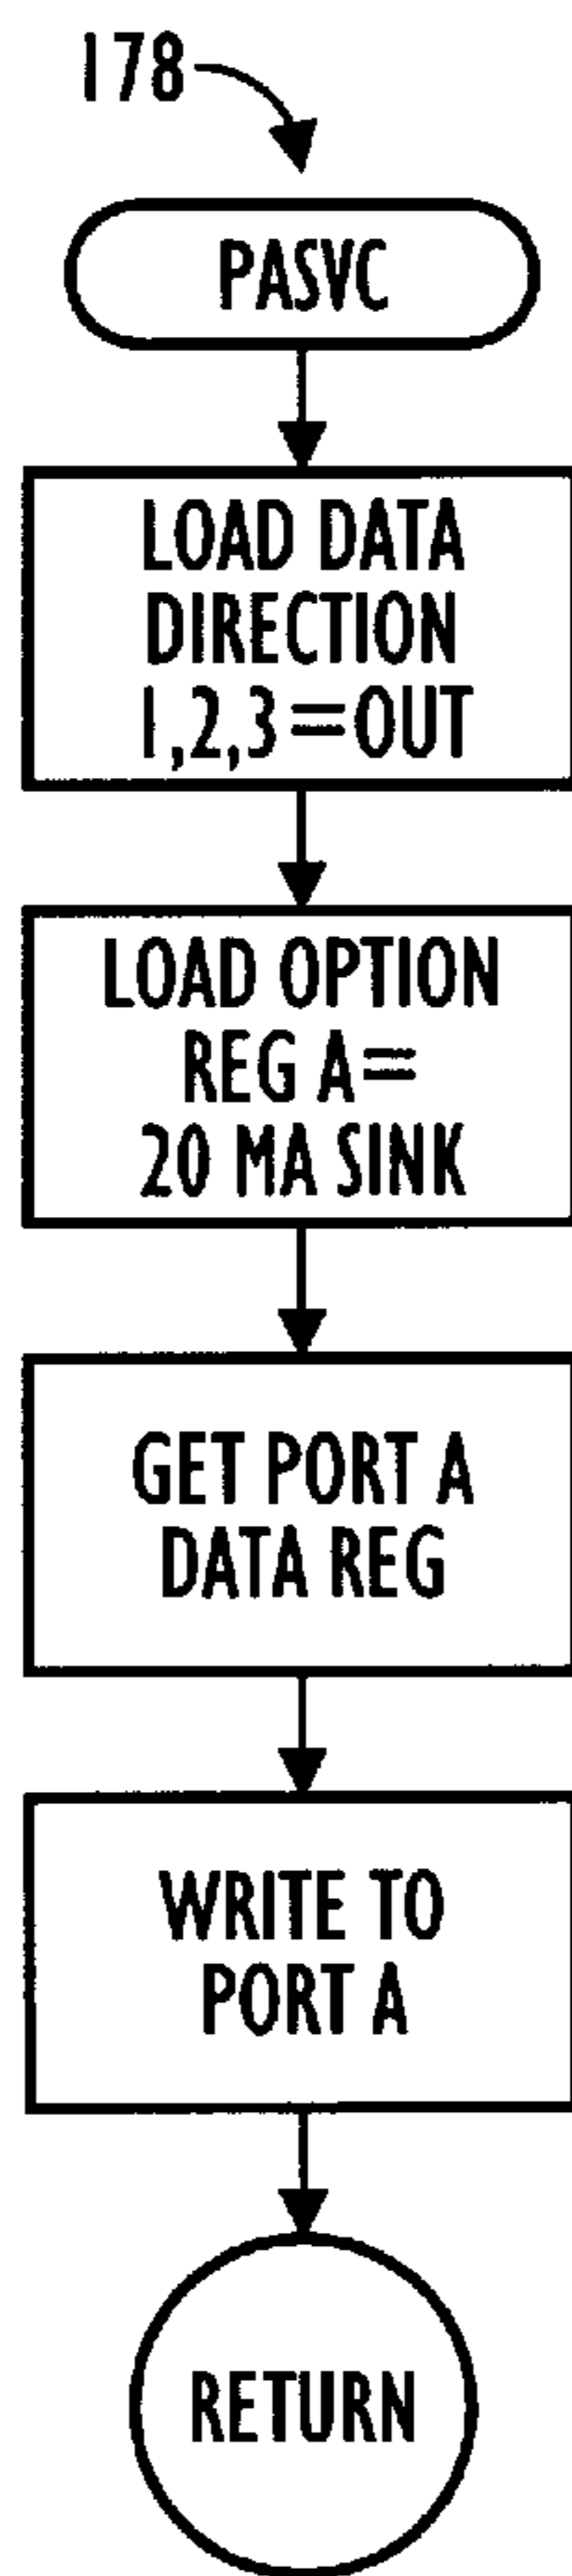 178
PASVC
LOAD DATA
DIRECTION
1,2,3=OUT
LOAD OPTION
REG A=
20 MA SINK
GET PORT A
DATA REG
WRITE TO
PORT A
RETURN